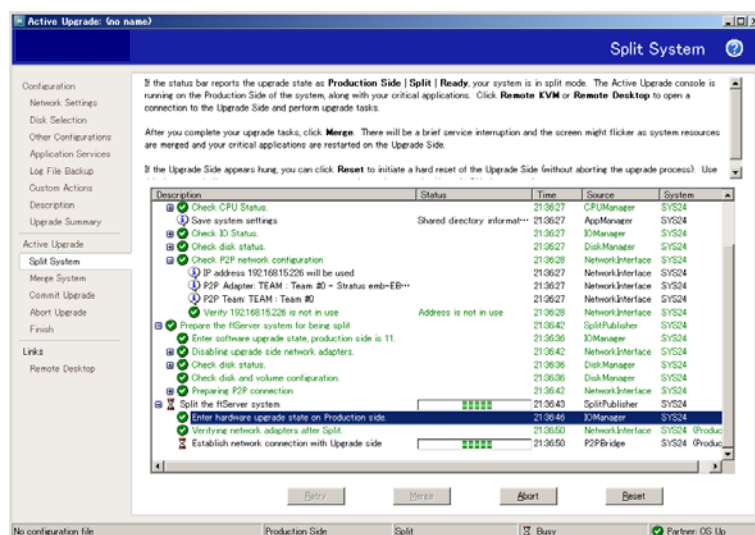 Active Upgrade: (no name)
Split System
Configuration
Network Settings
Disk Selection
Other Configurations
Application Services
Log File Backup
Custom Actions
Description
Upgrade Summary
Active Upgrade
Split System
Merge System
Commit Upgrade
Abort Upgrade
Finish
Links
Remote Desktop
If the status bar reports the upgrade state as Production Side | Split | Ready, your system is in split mode. The Active Upgrade console is
running on the Production Side of the system, along with your critical applications. Click Remote KVM or Remote Desktop to open a
connection to the Upgrade Side and perform upgrade tasks.
After you complete your upgrade tasks, click Merge. There will be a brief service interruption and the screen might flicker as system resources
are merged and your critical applications are restarted on the Upgrade Side.
If the Upgrade Side appears hung, you can click Reset to initiate a hard reset of the Upgrade Side (without aborting the upgrade process). Use
Description Status Time Source System
Check CPU Status. 21:36:27 CPUManager SYS24
Save system settings Shared directory informat... 21:36:27 AppManager SYS24
Check IO Status. 21:36:27 IOManager SYS24
Check disk status. 21:36:27 DiskManager SYS24
Check P2P network configuration 21:36:28 NetworkInterface SYS24
IP address 192.168.15.226 will be used 21:36:27 NetworkInterface SYS24
P2P Adapter: TEAM : Team #0 - Stratus emb-EB... 21:36:27 NetworkInterface SYS24
P2P Team: TEAM : Team #0 21:36:27 NetworkInterface SYS24
Verify 192.168.15.226 is not in use Address is not in use 21:36:28 NetworkInterface SYS24
Prepare the ftServer system for being split 21:36:42 SplitPublisher SYS24
Enter software upgrade state, production side is 11. 21:36:36 IOManager SYS24
Disabling upgrade side network adapters. 21:36:42 NetworkInterface SYS24
Check disk status. 21:36:36 DiskManager SYS24
Check disk and volume configuration. 21:36:36 DiskManager SYS24
Preparing P2P connection 21:36:42 NetworkInterface SYS24
Split the ftServer system 21:36:43 SplitPublisher SYS24
Enter hardware upgrade state on Production side. 21:36:46 IOManager SYS24
Verifying network adapters after Split. 21:36:50 NetworkInterface SYS24 (Produc
Establish network connection with Upgrade side 21:36:50 P2PBridge SYS24 (Produc
Retry Merge Abort Reset
No configuration file Production Side Split Busy Partner: OS Up